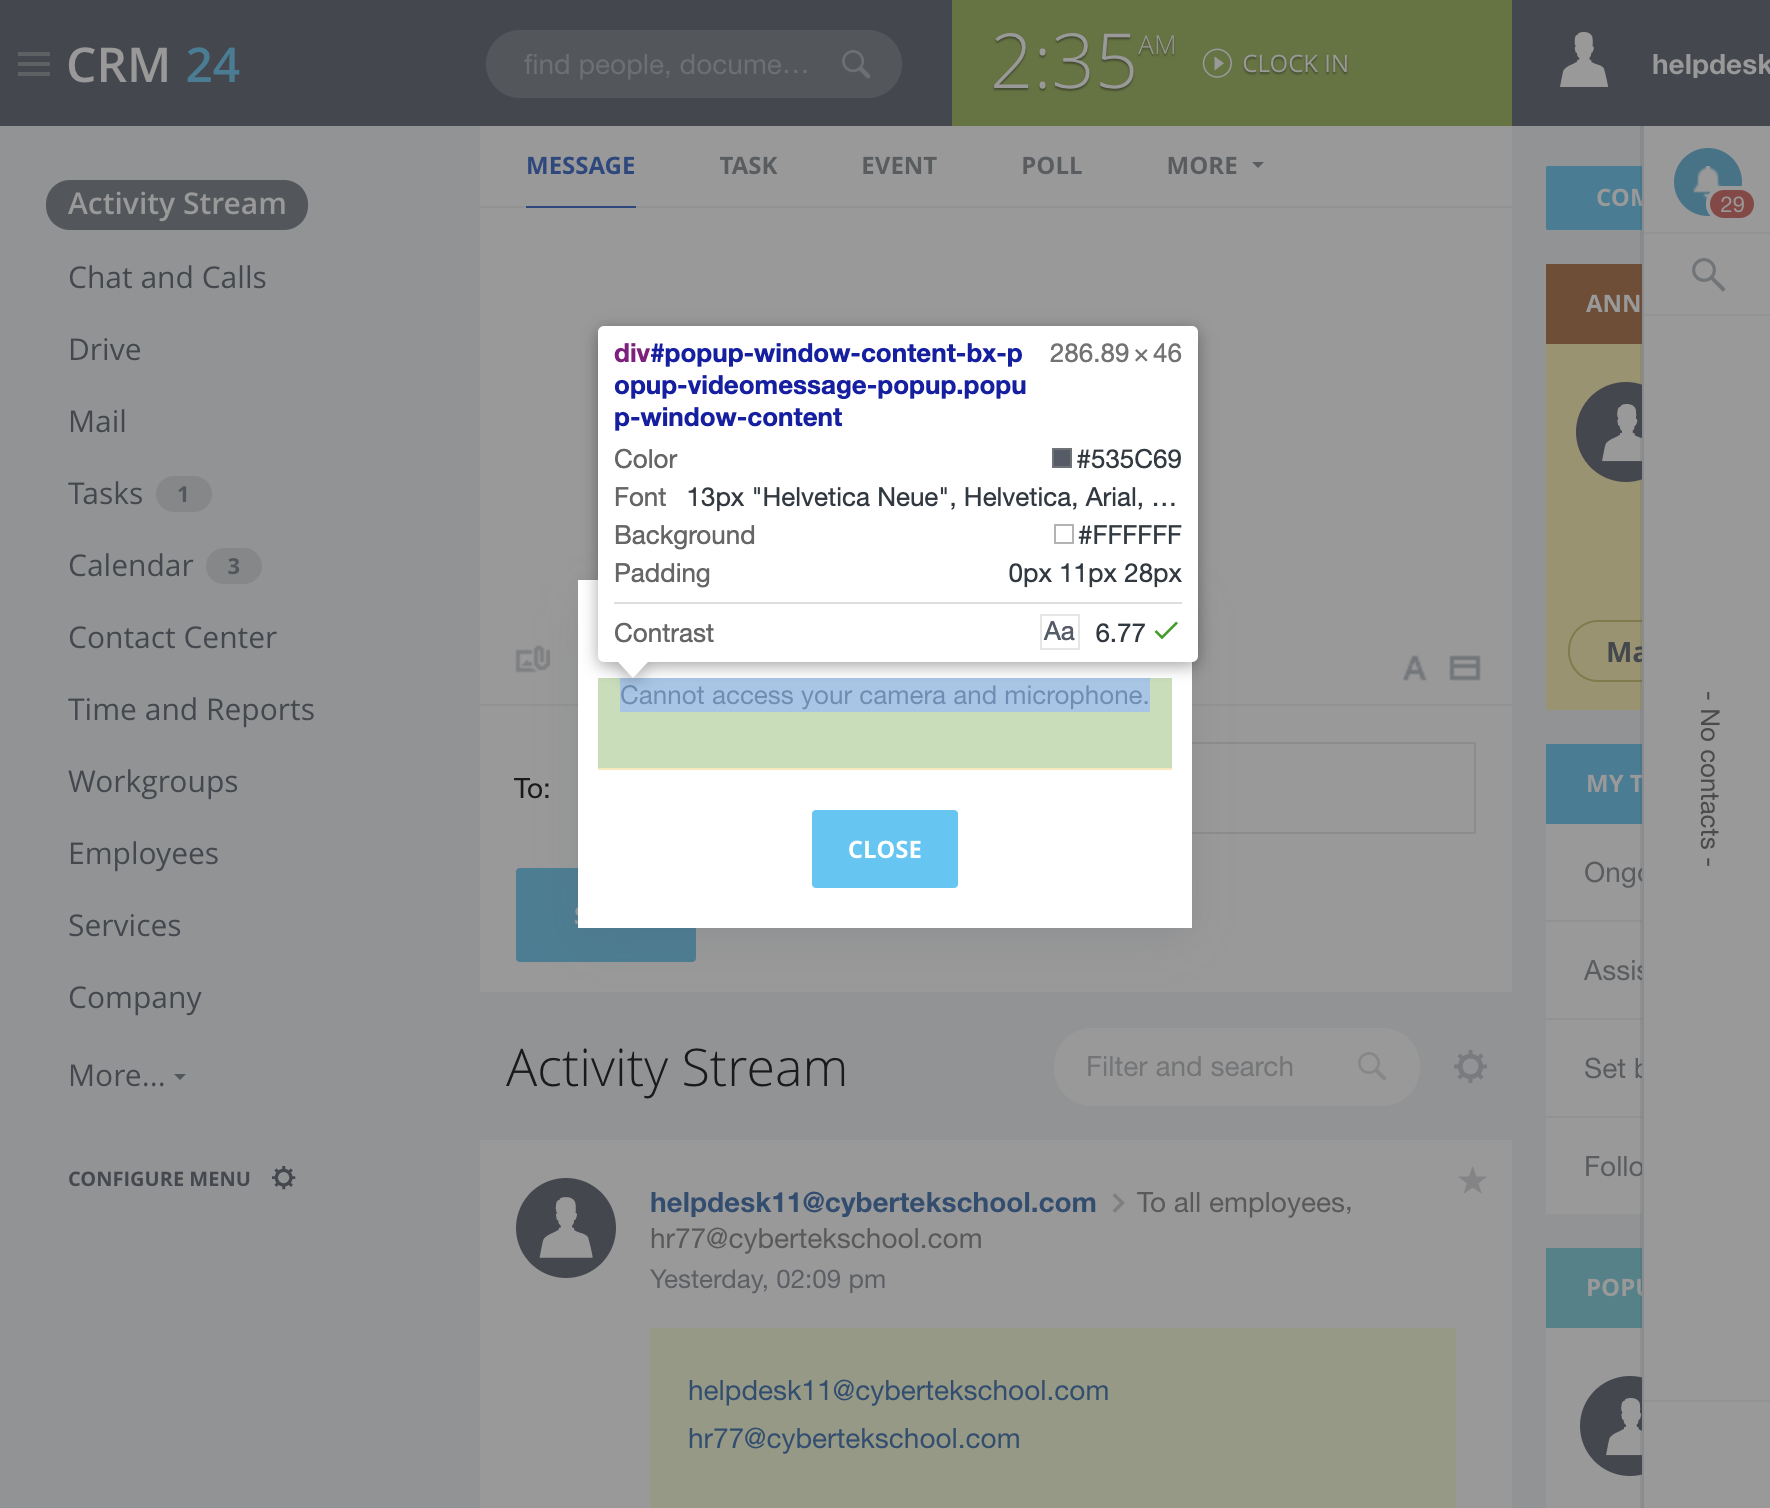 CRM 24
find people, docume...
2:35 AM
CLOCK IN
helpdesk
Activity Stream
Chat and Calls
Drive
Mail
Tasks 1
Calendar 3
Contact Center
Time and Reports
Workgroups
Employees
Services
Company
More...
CONFIGURE MENU
MESSAGE TASK EVENT POLL MORE
div#popup-window-content-bx-p
opup-videomessage-popup.popu
p-window-content
286.89 × 46
Color #535C69
Font 13px "Helvetica Neue", Helvetica, Arial, ...
Background #FFFFFF
Padding 0px 11px 28px
Contrast Aa 6.77
Cannot access your camera and microphone.
CLOSE
A
To:
Activity Stream
Filter and search
helpdesk11@cybertekschool.com > To all employees,
hr77@cybertekschool.com
Yesterday, 02:09 pm
helpdesk11@cybertekschool.com
hr77@cybertekschool.com
COM
ANN
Ma
MY T
Ongo
Assis
Set b
Follo
POPU
29
- No contacts -